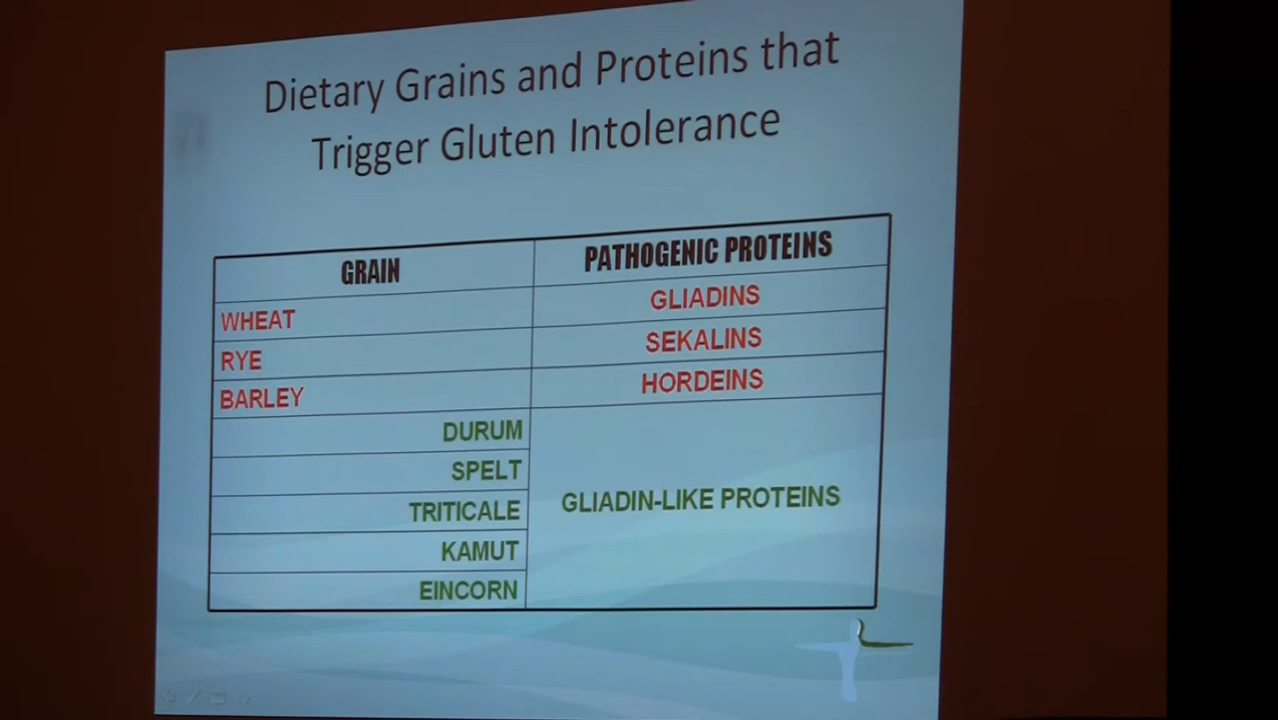 Dietary Grains and Proteins that
Trigger Gluten Intolerance
GRAIN PATHOGENIC PROTEINS
WHEAT GLIADINS
RYE SEKALINS
BARLEY HORDEINS
DURUM
SPELT
TRITICALE GLIADIN-LIKE PROTEINS
KAMUT
EINCORN